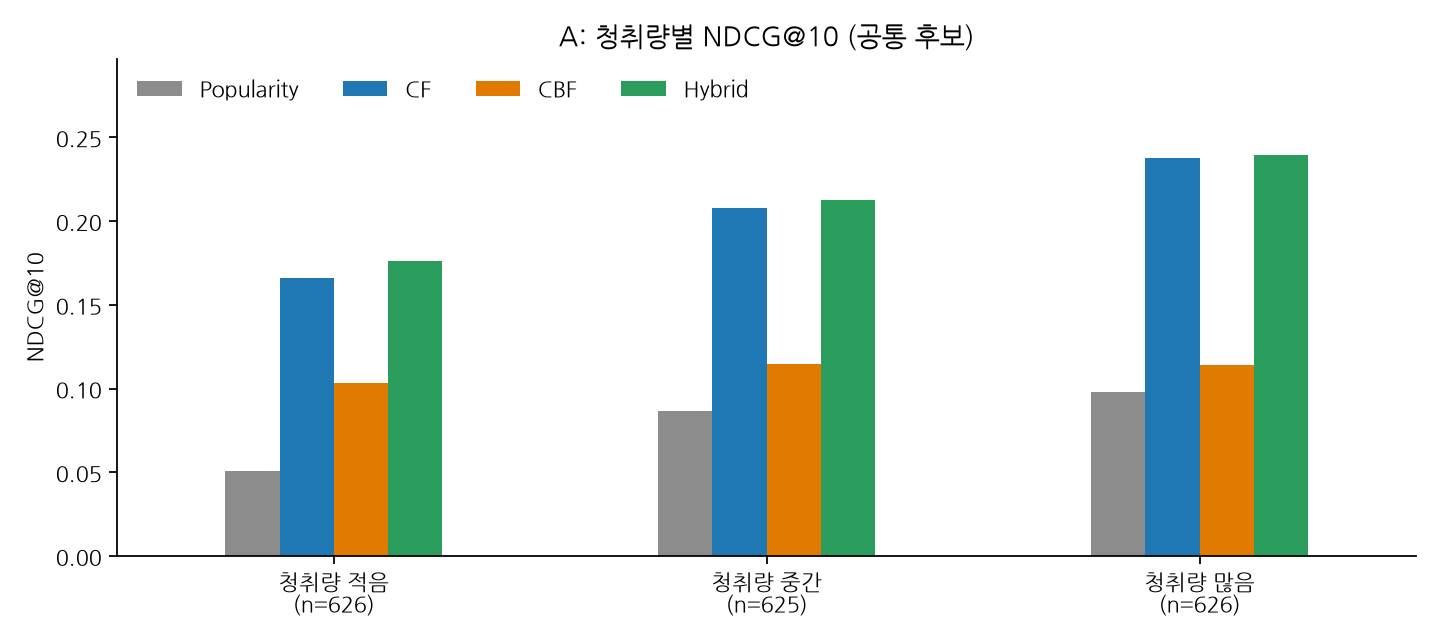 A: 청취량별 NDCG@10 (공통 후보)
Popularity
CF
CBF
Hybrid
NDCG@10
0.25
0.20
0.15
0.10
0.05
0.00
청취량 적음
(n=626)
청취량 중간
(n=625)
청취량 많음
(n=626)